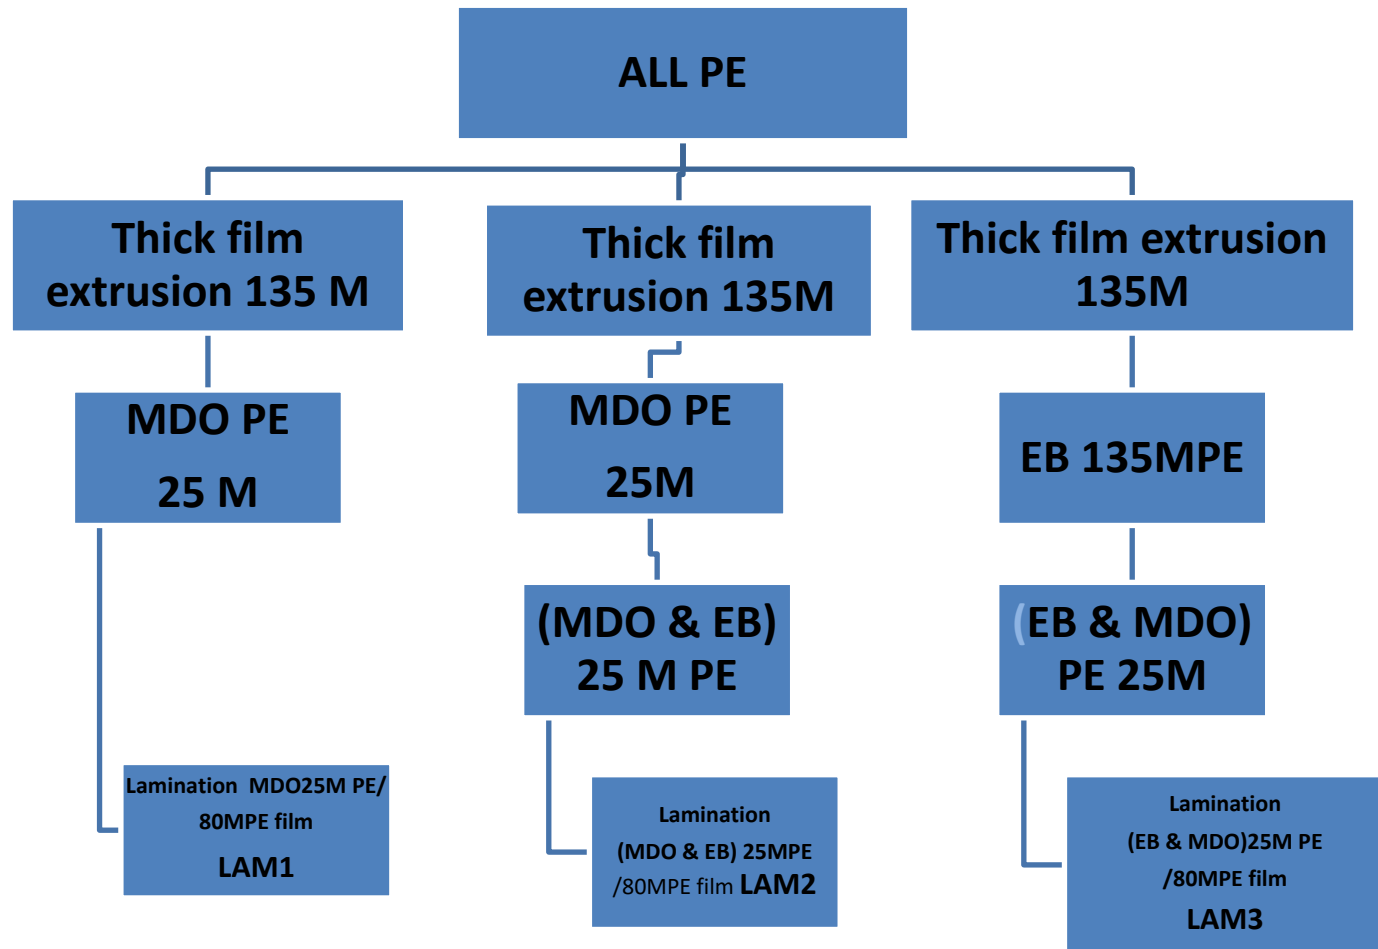 ALL PE
Thick film
extrusion 135 M
Thick film
extrusion 135M
Thick film extrusion
135M
MDO PE
25 M
MDO PE
25M
EB 135MPE
(MDO & EB)
25 M PE
(EB & MDO)
PE 25M
Lamination  MDO25M PE/
80MPE film
LAM1
Lamination
(MDO & EB) 25MPE
/80MPE film LAM2
Lamination
(EB & MDO)25M PE
/80MPE film
LAM3